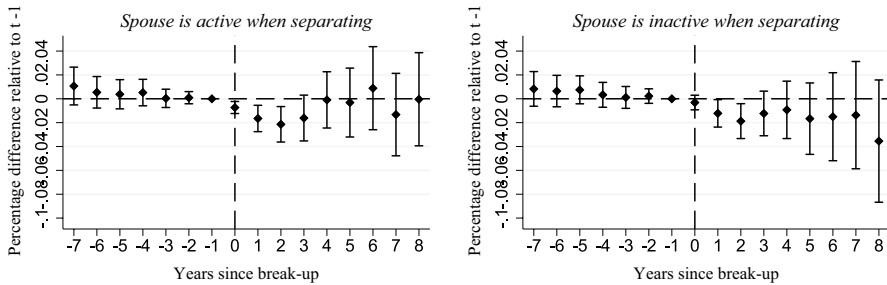 Spouse is active when separating
Percentage difference relative to t -1
-.1-.08-.06-.04-.02 0 .02.04
-7 -6 -5 -4 -3 -2 -1 0 1 2 3 4 5 6 7 8
Years since break-up
Spouse is inactive when separating
Percentage difference relative to t -1
-.1-.08-.06-.04-.02 0 .02.04
-7 -6 -5 -4 -3 -2 -1 0 1 2 3 4 5 6 7 8
Years since break-up